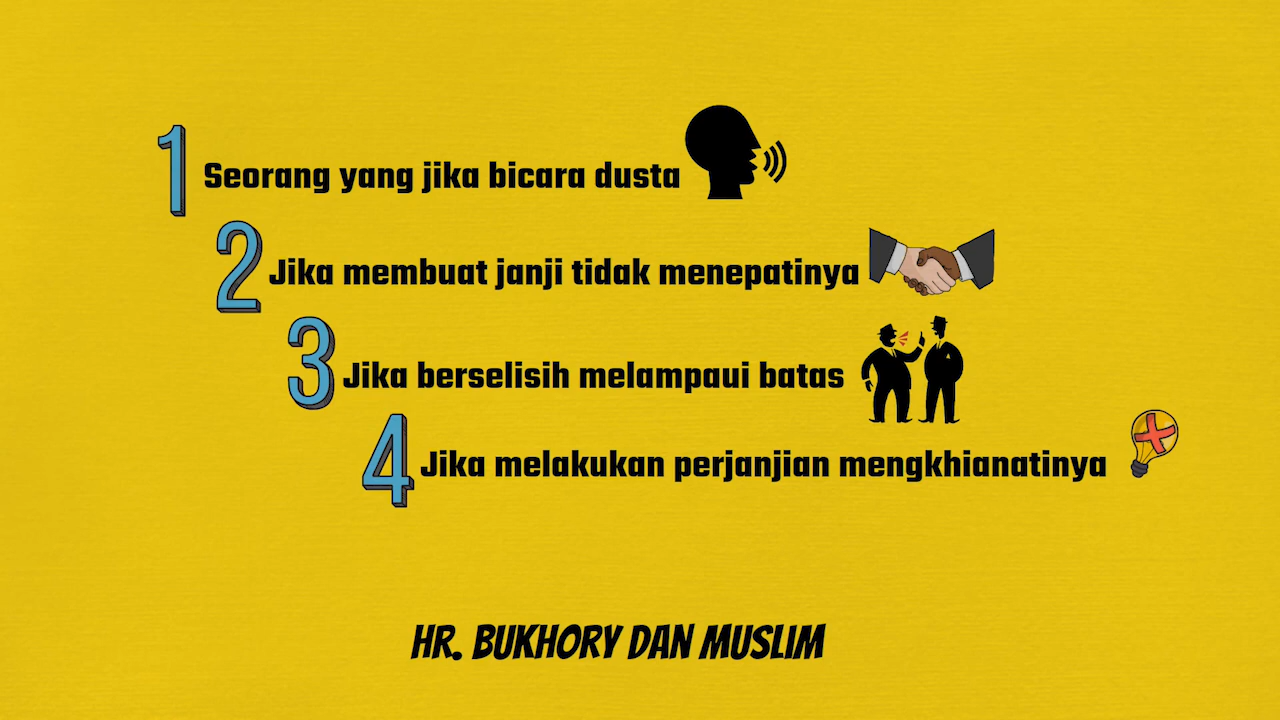 1 Seorang yang jika bicara dusta
2 Jika membuat janji tidak menepatinya
3 Jika berselisih melampaui batas
4 Jika melakukan perjanjian mengkhianatinya
HR. BUKHORY DAN MUSLIM